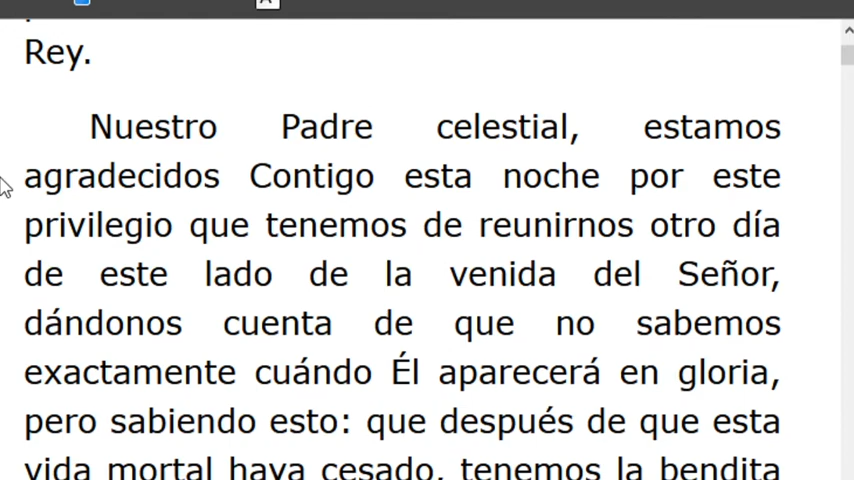 Rey.
Nuestro Padre celestial, estamos
agradecidos Contigo esta noche por este
privilegio que tenemos de reunirnos otro día
de este lado de la venida del Señor,
dándonos cuenta de que no sabemos
exactamente cuándo Él aparecerá en gloria,
pero sabiendo esto: que después de que esta
vida mortal haya cesado, tenemos la bendita